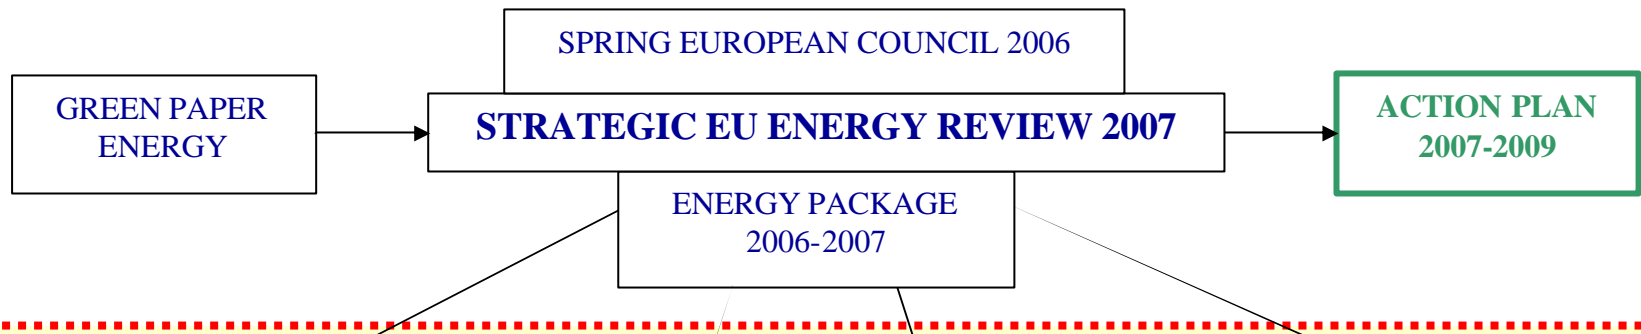 SPRING EUROPEAN COUNCIL 2006
GREEN PAPER
ENERGY
STRATEGIC EU ENERGY REVIEW 2007
ACTION PLAN
2007-2009
ENERGY PACKAGE
2006-2007